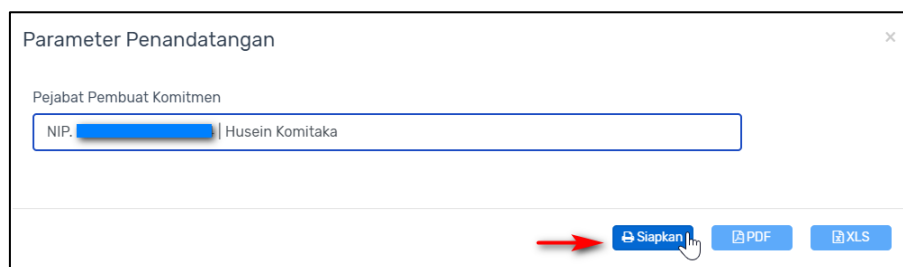 Parameter Penandatangan ×
Pejabat Pembuat Komitmen
NIP. | Husein Komitaka
Siapkan PDF XLS